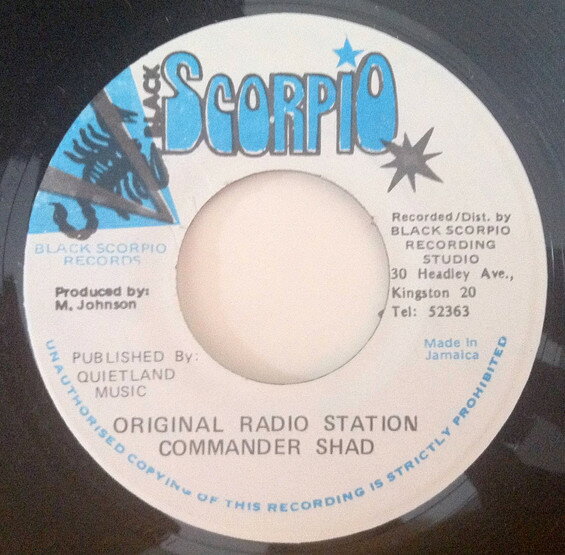 BLACK SCORPIO
BLACK SCORPIO
RECORDS
Produced by:
M. Johnson
Recorded/Dist. by
BLACK SCORPIO
RECORDING
STUDIO
30 Headley Ave.,
Kingston 20
Tel: 52363
Made in
Jamaica
PUBLISHED By:
QUIETLAND
MUSIC
ORIGINAL RADIO STATION
COMMANDER SHAD
UNAUTHORISED COPYING OF THIS RECORDING IS STRICTLY PROHIBITED